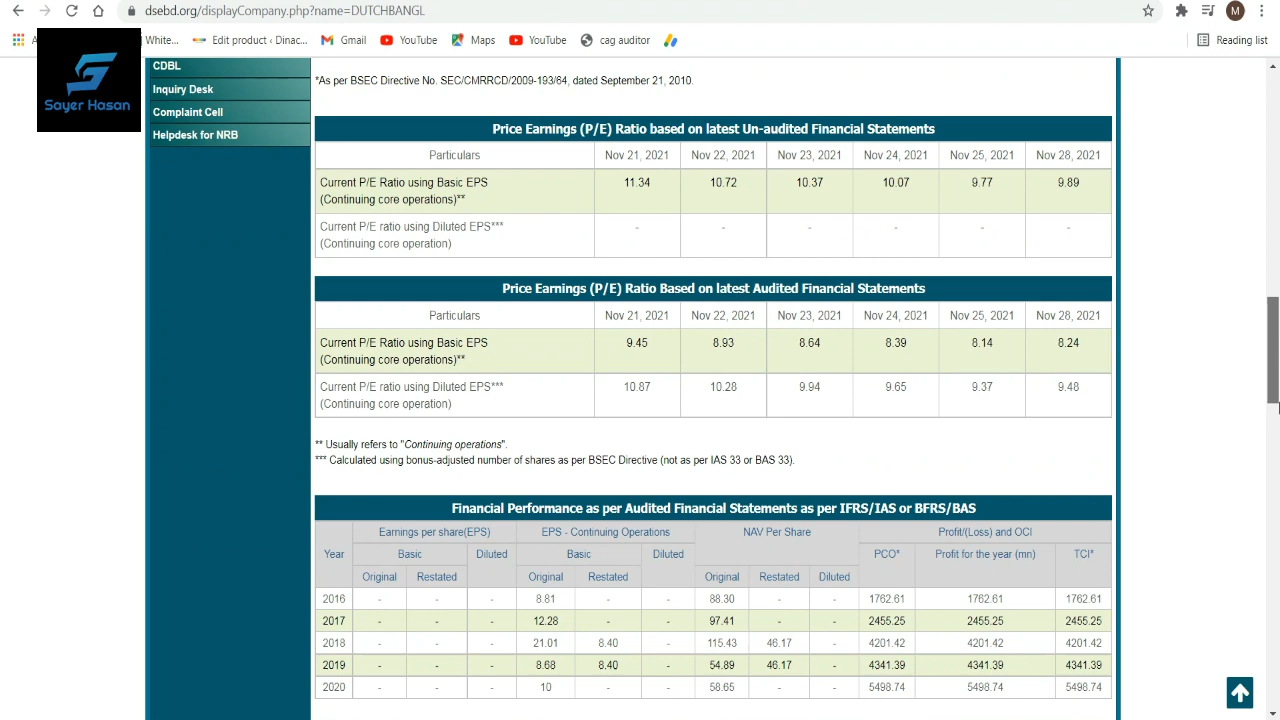 dsebd.org/displayCompany.php?name=DUTCHBANGL
M
White...
Edit product ‹ Dinac...
Gmail
YouTube
Maps
YouTube
cag auditor
Reading list
Sayer Hasan
CDBL
Inquiry Desk
Complaint Cell
Helpdesk for NRB
*As per BSEC Directive No. SEC/CMRRCD/2009-193/64, dated September 21, 2010.
Price Earnings (P/E) Ratio based on latest Un-audited Financial Statements
Particulars Nov 21, 2021 Nov 22, 2021 Nov 23, 2021 Nov 24, 2021 Nov 25, 2021 Nov 28, 2021
Current P/E Ratio using Basic EPS 11.34 10.72 10.37 10.07 9.77 9.89
(Continuing core operations)**
Current P/E ratio using Diluted EPS*** - - - - - -
(Continuing core operation)
Price Earnings (P/E) Ratio Based on latest Audited Financial Statements
Particulars Nov 21, 2021 Nov 22, 2021 Nov 23, 2021 Nov 24, 2021 Nov 25, 2021 Nov 28, 2021
Current P/E Ratio using Basic EPS 9.45 8.93 8.64 8.39 8.14 8.24
(Continuing core operations)**
Current P/E ratio using Diluted EPS*** 10.87 10.28 9.94 9.65 9.37 9.48
(Continuing core operation)
** Usually refers to "Continuing operations".
*** Calculated using bonus-adjusted number of shares as per BSEC Directive (not as per IAS 33 or BAS 33).
Financial Performance as per Audited Financial Statements as per IFRS/IAS or BFRS/BAS
Year Earnings per share(EPS) EPS - Continuing Operations NAV Per Share Profit/(Loss) and OCI
Basic Diluted Basic Diluted PCO* Profit for the year (mn) TCI*
Original Restated Original Restated Original Restated Diluted
2016 - - - 8.81 - - 88.30 - - 1762.61 1762.61 1762.61
2017 - - - 12.28 - - 97.41 - - 2455.25 2455.25 2455.25
2018 - - - 21.01 8.40 - 115.43 46.17 - 4201.42 4201.42 4201.42
2019 - - - 8.68 8.40 - 54.89 46.17 - 4341.39 4341.39 4341.39
2020 - - - 10 - - 58.65 - - 5498.74 5498.74 5498.74